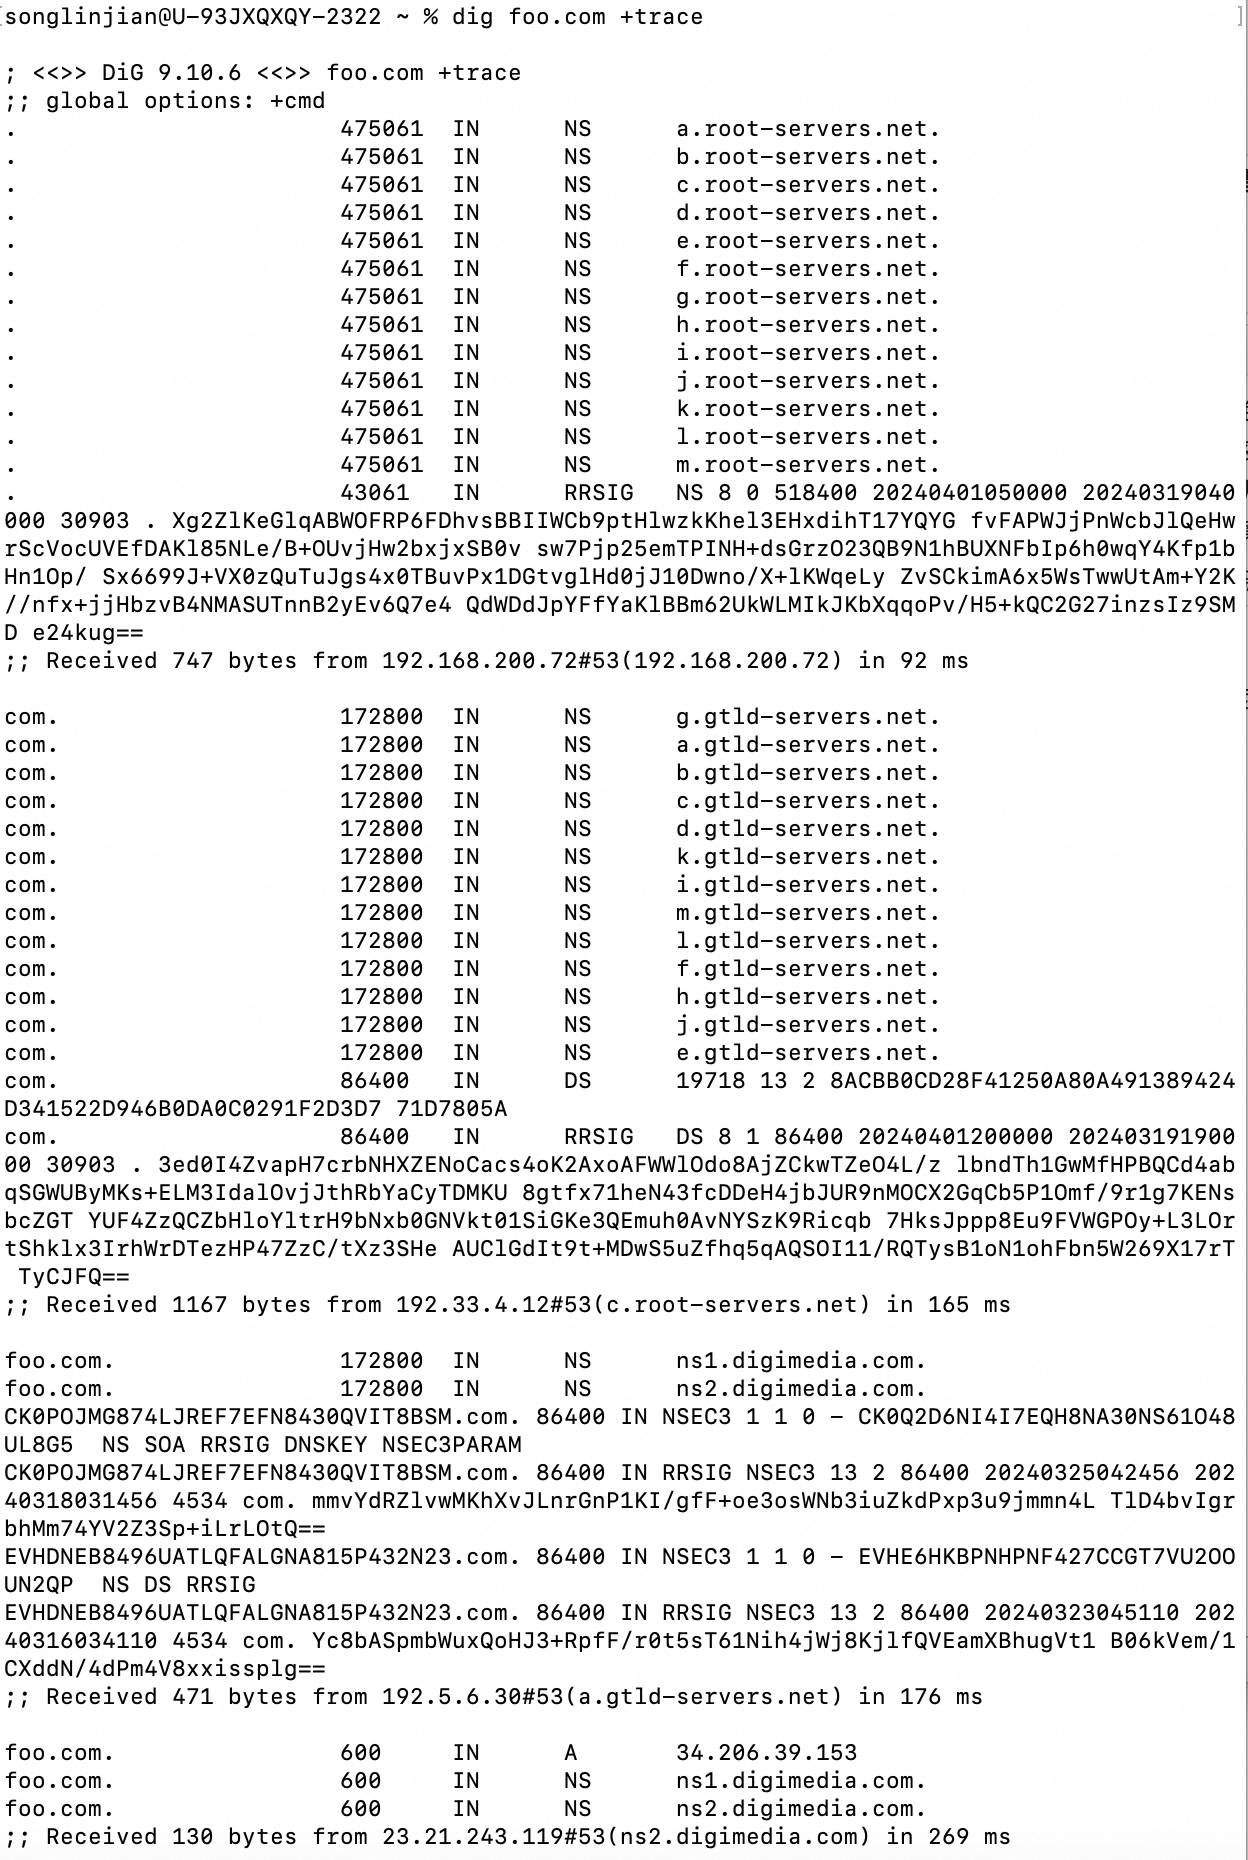 [songlinjian@U-93JXQXQY-2322 ~ % dig foo.com +trace ]
; <<>> DiG 9.10.6 <<>> foo.com +trace
;; global options: +cmd
. 475061 IN NS a.root-servers.net.
. 475061 IN NS b.root-servers.net.
. 475061 IN NS c.root-servers.net.
. 475061 IN NS d.root-servers.net.
. 475061 IN NS e.root-servers.net.
. 475061 IN NS f.root-servers.net.
. 475061 IN NS g.root-servers.net.
. 475061 IN NS h.root-servers.net.
. 475061 IN NS i.root-servers.net.
. 475061 IN NS j.root-servers.net.
. 475061 IN NS k.root-servers.net.
. 475061 IN NS l.root-servers.net.
. 475061 IN NS m.root-servers.net.
. 43061 IN RRSIG NS 8 0 518400 20240401050000 20240319040
000 30903 . Xg2ZlKeGlqABWOFRP6FDhvsBBIIWCb9ptHlwzkKhel3EHxdihT17YQYG fvFAPWJjPnWcbJlQeHw
rScVocUVEfDAKl85NLe/B+OUvjHw2bxjxSB0v sw7Pjp25emTPINH+dsGrzO23QB9N1hBUXNFbIp6h0wqY4Kfp1b
Hn1Op/ Sx6699J+VX0zQuTuJgs4x0TBuvPx1DGtvglHd0jJ10Dwno/X+lKWqeLy ZvSCkimA6x5WsTwwUtAm+Y2K
//nfx+jjHbzvB4NMASUTnnB2yEv6Q7e4 QdWDdJpYFfYaKlBBm62UkWLMIkJKbXqqoPv/H5+kQC2G27inzsIz9SM
D e24kug==
;; Received 747 bytes from 192.168.200.72#53(192.168.200.72) in 92 ms
com. 172800 IN NS g.gtld-servers.net.
com. 172800 IN NS a.gtld-servers.net.
com. 172800 IN NS b.gtld-servers.net.
com. 172800 IN NS c.gtld-servers.net.
com. 172800 IN NS d.gtld-servers.net.
com. 172800 IN NS k.gtld-servers.net.
com. 172800 IN NS i.gtld-servers.net.
com. 172800 IN NS m.gtld-servers.net.
com. 172800 IN NS l.gtld-servers.net.
com. 172800 IN NS f.gtld-servers.net.
com. 172800 IN NS h.gtld-servers.net.
com. 172800 IN NS j.gtld-servers.net.
com. 172800 IN NS e.gtld-servers.net.
com. 86400 IN DS 19718 13 2 8ACBB0CD28F41250A80A491389424
D341522D946B0DA0C0291F2D3D7 71D7805A
com. 86400 IN RRSIG DS 8 1 86400 20240401200000 202403191900
00 30903 . 3ed0I4ZvapH7crbNHXZENoCacs4oK2AxoAFWWlOdo8AjZCkwTZeO4L/z lbndTh1GwMfHPBQCd4ab
qSGWUByMKs+ELM3IdalOvjJthRbYaCyTDMKU 8gtfx71heN43fcDDeH4jbJUR9nMOCX2GqCb5P1Omf/9r1g7KENs
bcZGT YUF4ZzQCZbHloYltrH9bNxb0GNVkt01SiGKe3QEmuh0AvNYSzK9Ricqb 7HksJppp8Eu9FVWGPOy+L3LOr
tShklx3IrhWrDTezHP47ZzC/tXz3SHe AUClGdIt9t+MDwS5uZfhq5qAQSOI11/RQTysB1oN1ohFbn5W269X17rT
TyCJFQ==
;; Received 1167 bytes from 192.33.4.12#53(c.root-servers.net) in 165 ms
foo.com. 172800 IN NS ns1.digimedia.com.
foo.com. 172800 IN NS ns2.digimedia.com.
CK0POJMG874LJREF7EFN8430QVIT8BSM.com. 86400 IN NSEC3 1 1 0 - CK0Q2D6NI4I7EQH8NA30NS61O48
UL8G5 NS SOA RRSIG DNSKEY NSEC3PARAM
CK0POJMG874LJREF7EFN8430QVIT8BSM.com. 86400 IN RRSIG NSEC3 13 2 86400 20240325042456 202
40318031456 4534 com. mmvYdRZlvwMKhXvJLnrGnP1KI/gfF+oe3osWNb3iuZkdPxp3u9jmmn4L TlD4bvIgr
bhMm74YV2Z3Sp+iLrLOtQ==
EVHDNEB8496UATLQFALGNA815P432N23.com. 86400 IN NSEC3 1 1 0 - EVHE6HKBPNHPNF427CCGT7VU2OO
UN2QP NS DS RRSIG
EVHDNEB8496UATLQFALGNA815P432N23.com. 86400 IN RRSIG NSEC3 13 2 86400 20240323045110 202
40316034110 4534 com. Yc8bASpmbWuxQoHJ3+RpfF/r0t5sT61Nih4jWj8KjlfQVEamXBhugVt1 B06kVem/1
CXddN/4dPm4V8xxissplg==
;; Received 471 bytes from 192.5.6.30#53(a.gtld-servers.net) in 176 ms
foo.com. 600 IN A 34.206.39.153
foo.com. 600 IN NS ns1.digimedia.com.
foo.com. 600 IN NS ns2.digimedia.com.
;; Received 130 bytes from 23.21.243.119#53(ns2.digimedia.com) in 269 ms